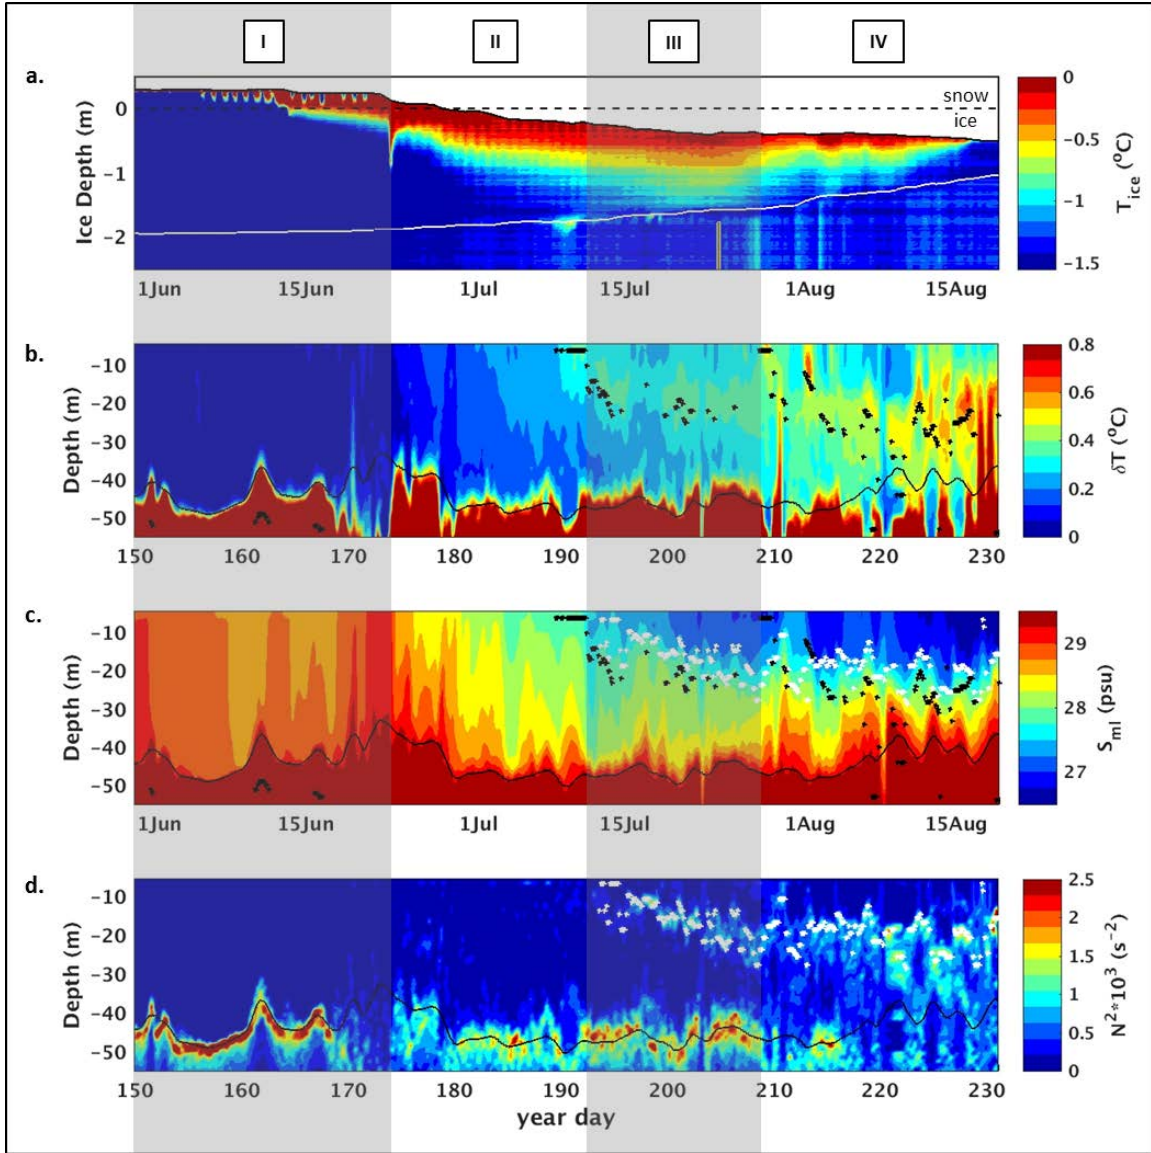 I II III IV
a.
Ice Depth (m)
0
-1
-2
snow
ice
1Jun 15Jun 1Jul 15Jul 1Aug 15Aug
0
-0.5
-1
-1.5
T_ice (°C)
b.
Depth (m)
-10
-20
-30
-40
-50
150 160 170 180 190 200 210 220 230
0.8
0.6
0.4
0.2
0
δT (°C)
c.
Depth (m)
-10
-20
-30
-40
-50
1Jun 15Jun 1Jul 15Jul 1Aug 15Aug
29
28
27
S_ml (psu)
d.
Depth (m)
-10
-20
-30
-40
-50
150 160 170 180 190 200 210 220 230
year day
2.5
2
1.5
1
0.5
0
N²*10³ (s⁻²)